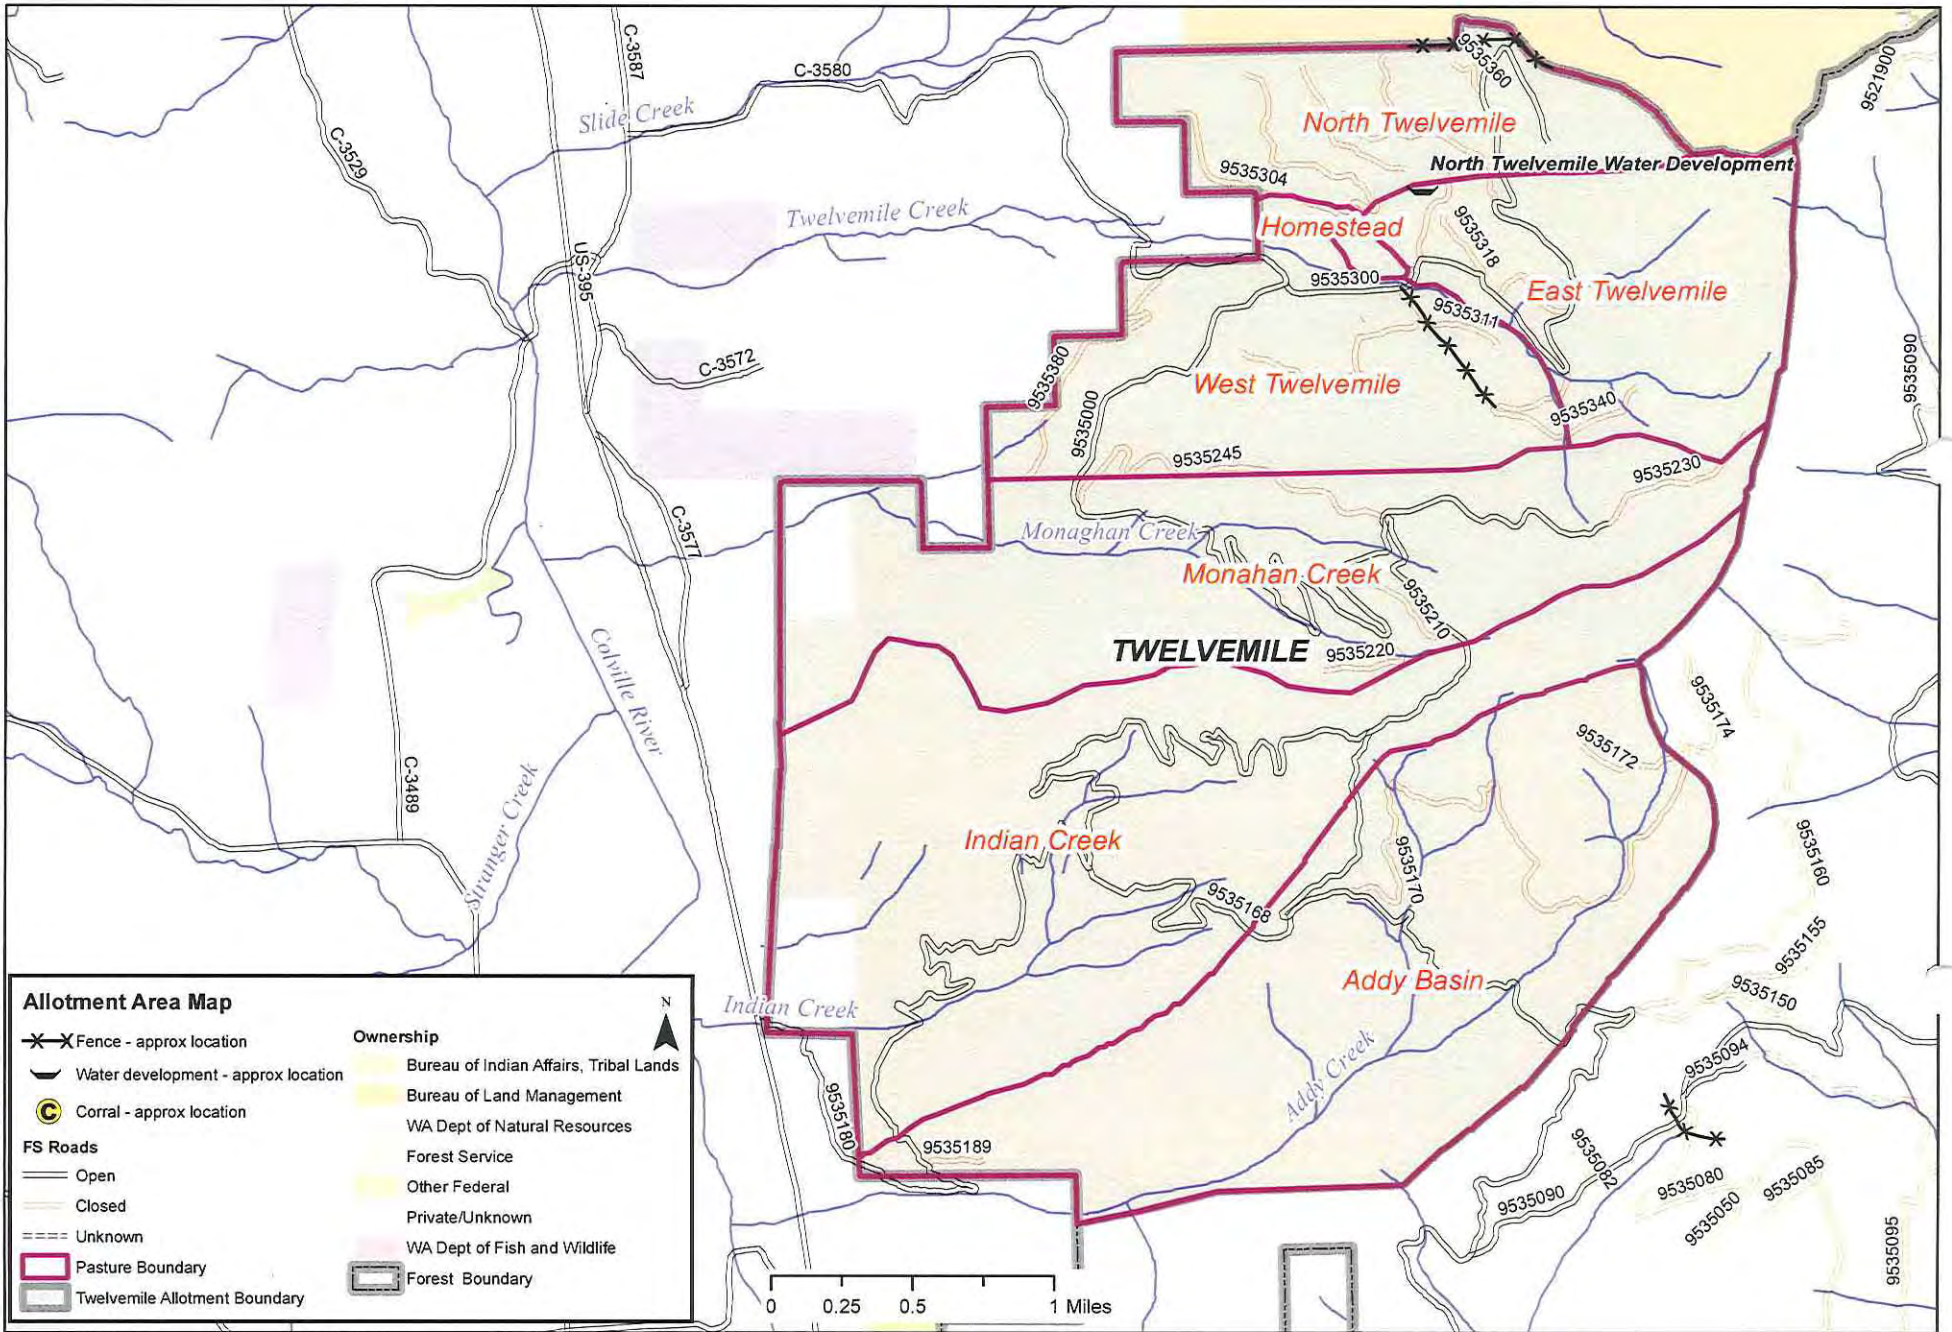 C-3587
C-3580
Slide Creek
C-3529
9535360
9521900
North Twelvemile
North Twelvemile Water Development
9535304
Twelvemile Creek
Homestead
9535318
US-395
9535300
East Twelvemile
9535311
C-3572
9535380
West Twelvemile
9535090
9535000
9535340
9535245
9535230
C-3577
Monaghan Creek
Monahan Creek
9535210
TWELVEMILE
9535220
Colville River
9535174
9535172
C-3489
Stranger Creek
Indian Creek
9535170
9535160
9535168
9535155
Addy Basin
9535150
Indian Creek
Addy Creek
9535094
9535180
9535189
9535082
9535090
9535080
9535085
9535050
9535095
Allotment Area Map
N
Fence - approx location
Water development - approx location
C Corral - approx location
FS Roads
Open
Closed
Unknown
Pasture Boundary
Twelvemile Allotment Boundary
Ownership
Bureau of Indian Affairs, Tribal Lands
Bureau of Land Management
WA Dept of Natural Resources
Forest Service
Other Federal
Private/Unknown
WA Dept of Fish and Wildlife
Forest Boundary
0 0.25 0.5 1 Miles